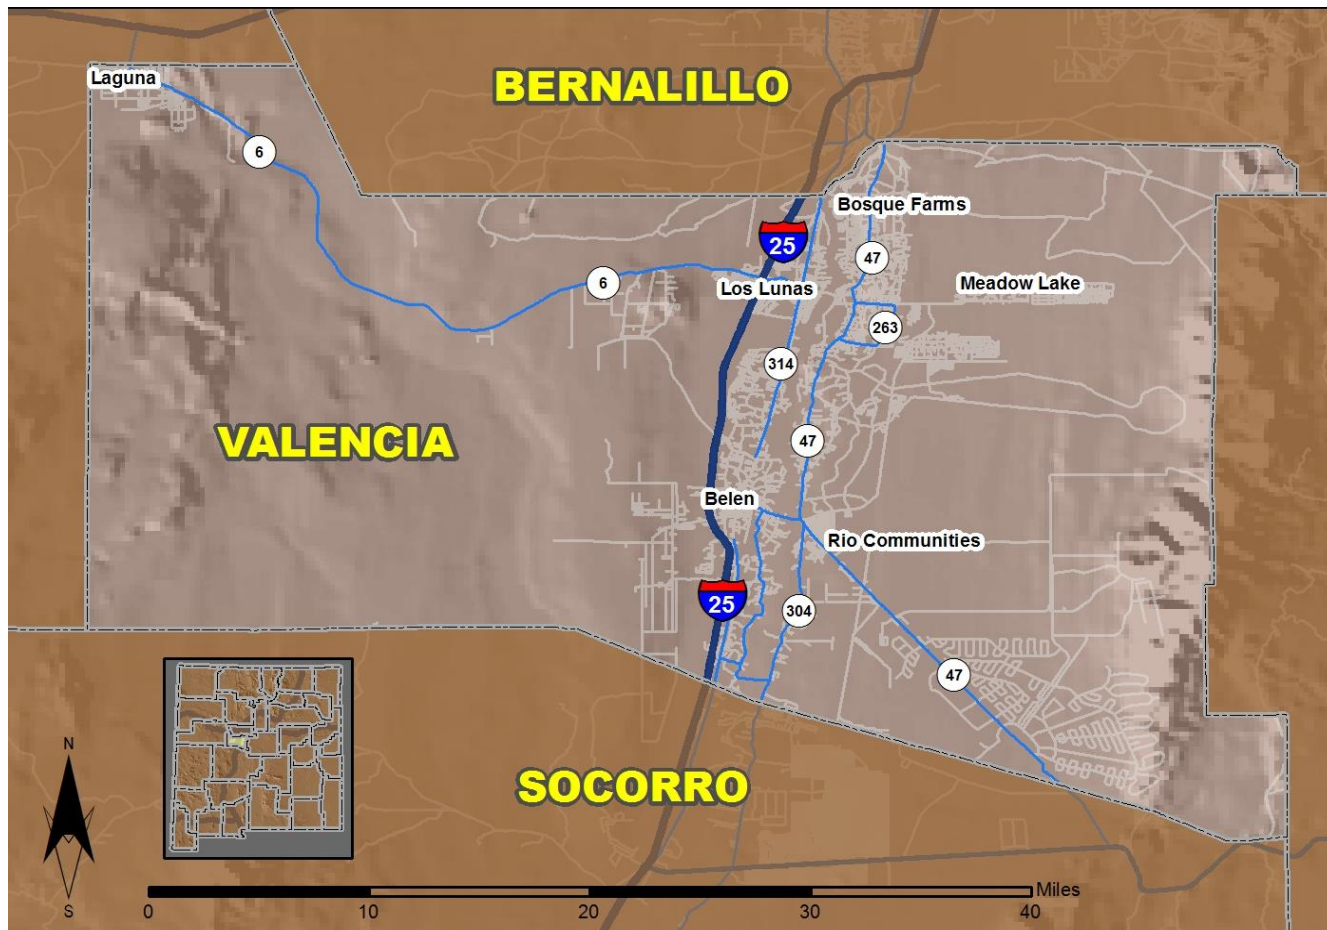 BERNALILLO
Laguna
6
Bosque Farms
25
47
6
Los Lunas
Meadow Lake
263
314
VALENCIA
47
Belen
Rio Communities
25
304
47
SOCORRO
N
S
Miles
0 10 20 30 40